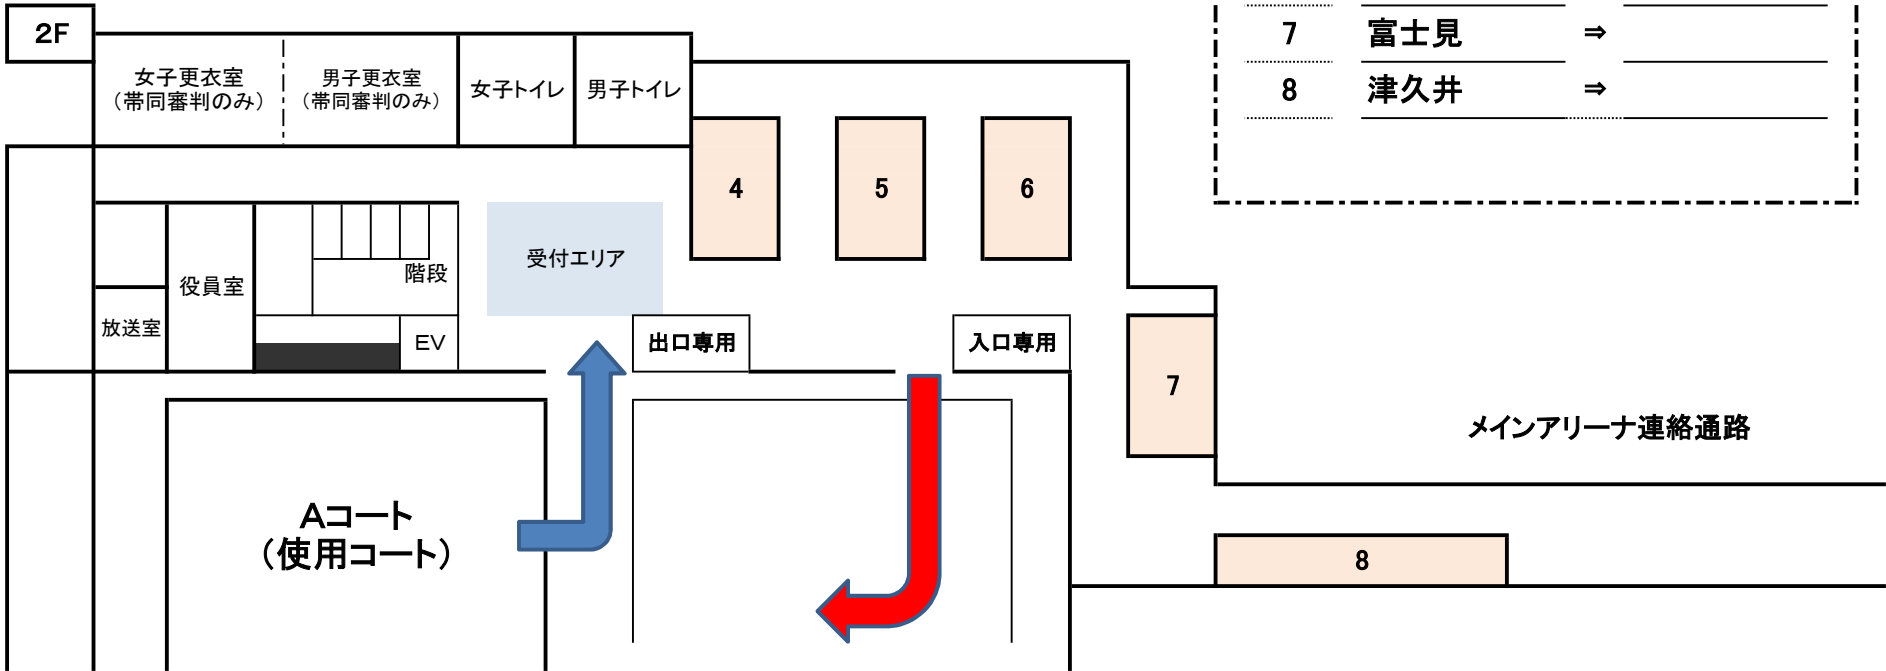 2F
7 富士見 ⇒
8 津久井 ⇒
女子更衣室
（帯同審判のみ）
男子更衣室
（帯同審判のみ）
女子トイレ
男子トイレ
4
5
6
受付エリア
階段
役員室
放送室
EV
出口専用
入口専用
7
メインアリーナ連絡通路
Aコート
（使用コート）
8